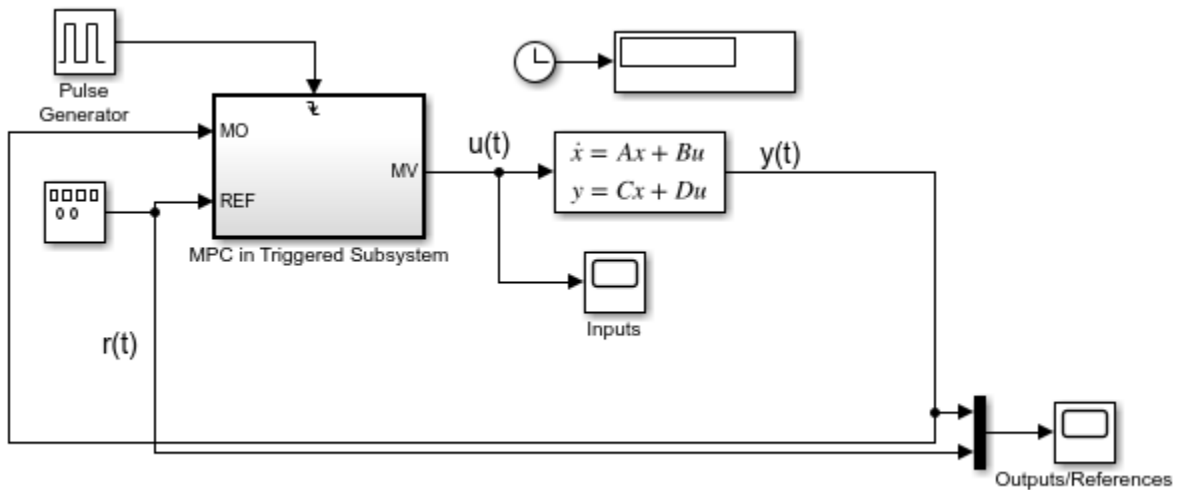 Pulse
Generator
MO
REF
MV
MPC in Triggered Subsystem
u(t)
ẋ = Ax + Bu
y = Cx + Du
y(t)
Inputs
r(t)
Outputs/References